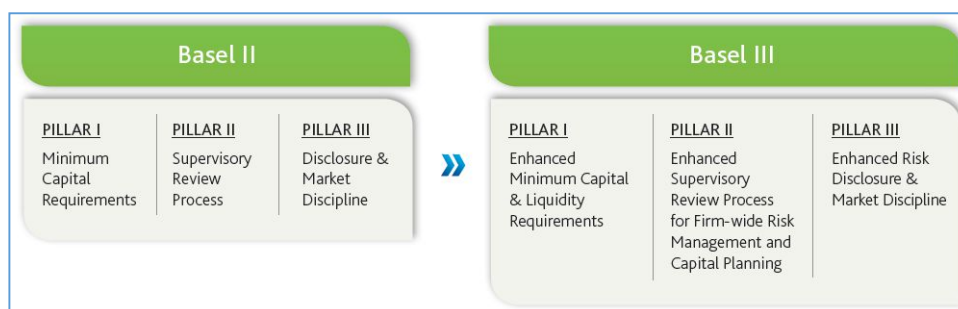 Basel II
PILLAR I
Minimum
Capital
Requirements
PILLAR II
Supervisory
Review
Process
PILLAR III
Disclosure &
Market
Discipline
Basel III
PILLAR I
Enhanced
Minimum Capital
& Liquidity
Requirements
PILLAR II
Enhanced
Supervisory
Review Process
for Firm-wide Risk
Management and
Capital Planning
PILLAR III
Enhanced Risk
Disclosure &
Market Discipline